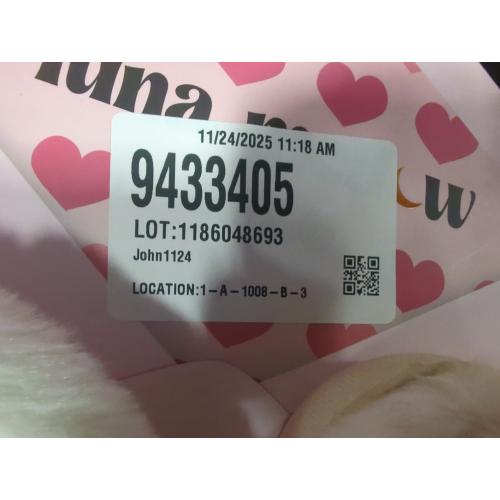 luna
11/24/2025 11:18 AM
9433405
LOT:1186048693
John1124
LOCATION:1-A-1008-B-3